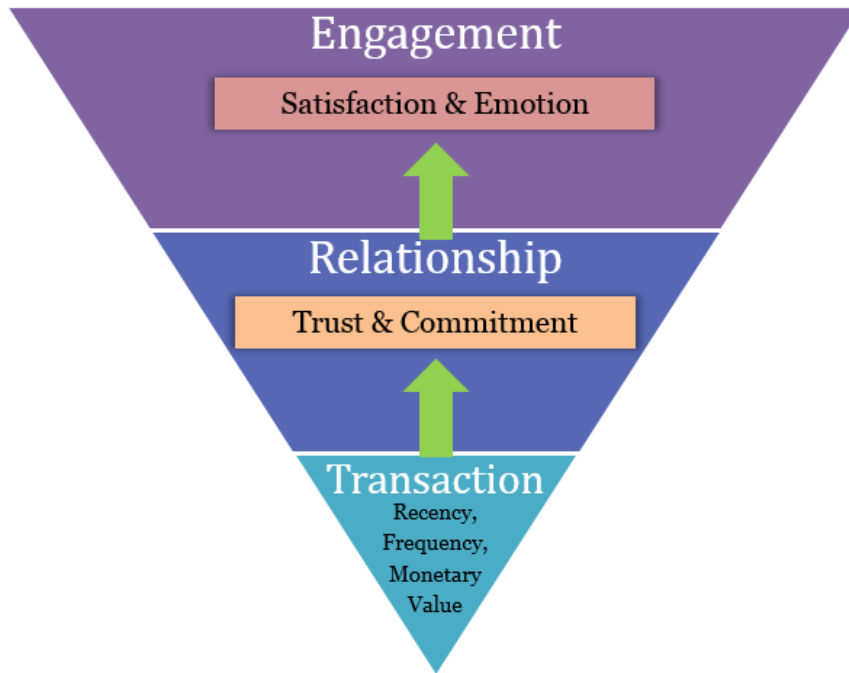 Engagement
Satisfaction & Emotion
Relationship
Trust & Commitment
Transaction
Recency,
Frequency,
Monetary
Value